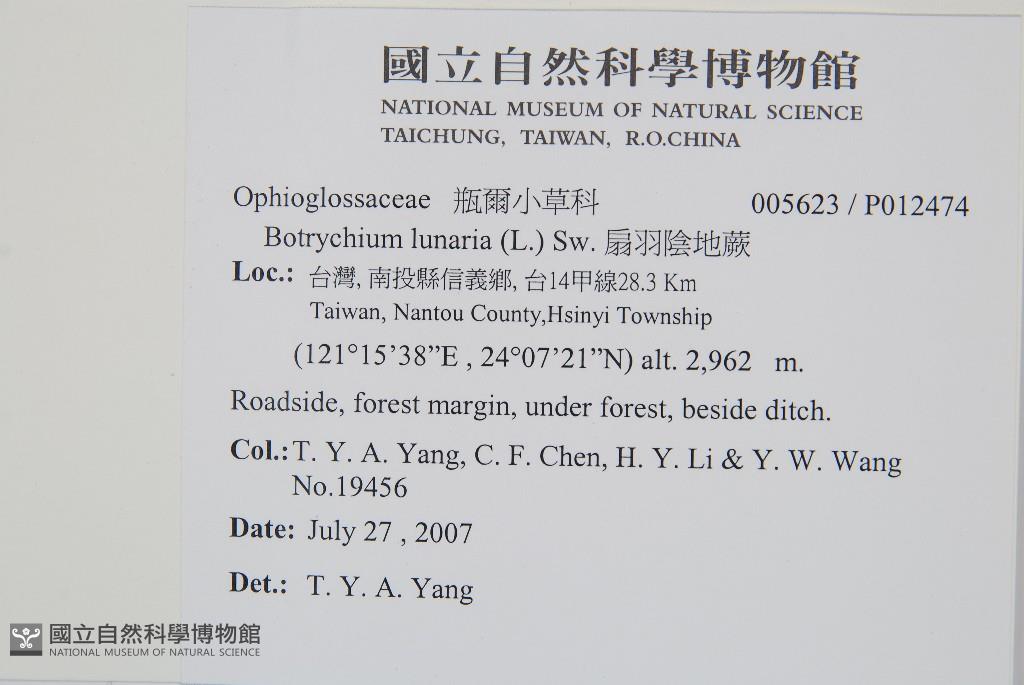 國立自然科學博物館
NATIONAL MUSEUM OF NATURAL SCIENCE
TAICHUNG, TAIWAN, R.O.CHINA
Ophioglossaceae 瓶爾小草科 005623 / P012474
Botrychium lunaria (L.) Sw. 扇羽陰地蕨
Loc.: 台灣, 南投縣信義鄉, 台14甲線28.3 Km
Taiwan, Nantou County,Hsinyi Township
(121°15’38”E , 24°07’21”N) alt. 2,962 m.
Roadside, forest margin, under forest, beside ditch.
Col.:T. Y. A. Yang, C. F. Chen, H. Y. Li & Y. W. Wang
No.19456
Date: July 27 , 2007
Det.: T. Y. A. Yang
國立自然科學博物館
NATIONAL MUSEUM OF NATURAL SCIENCE